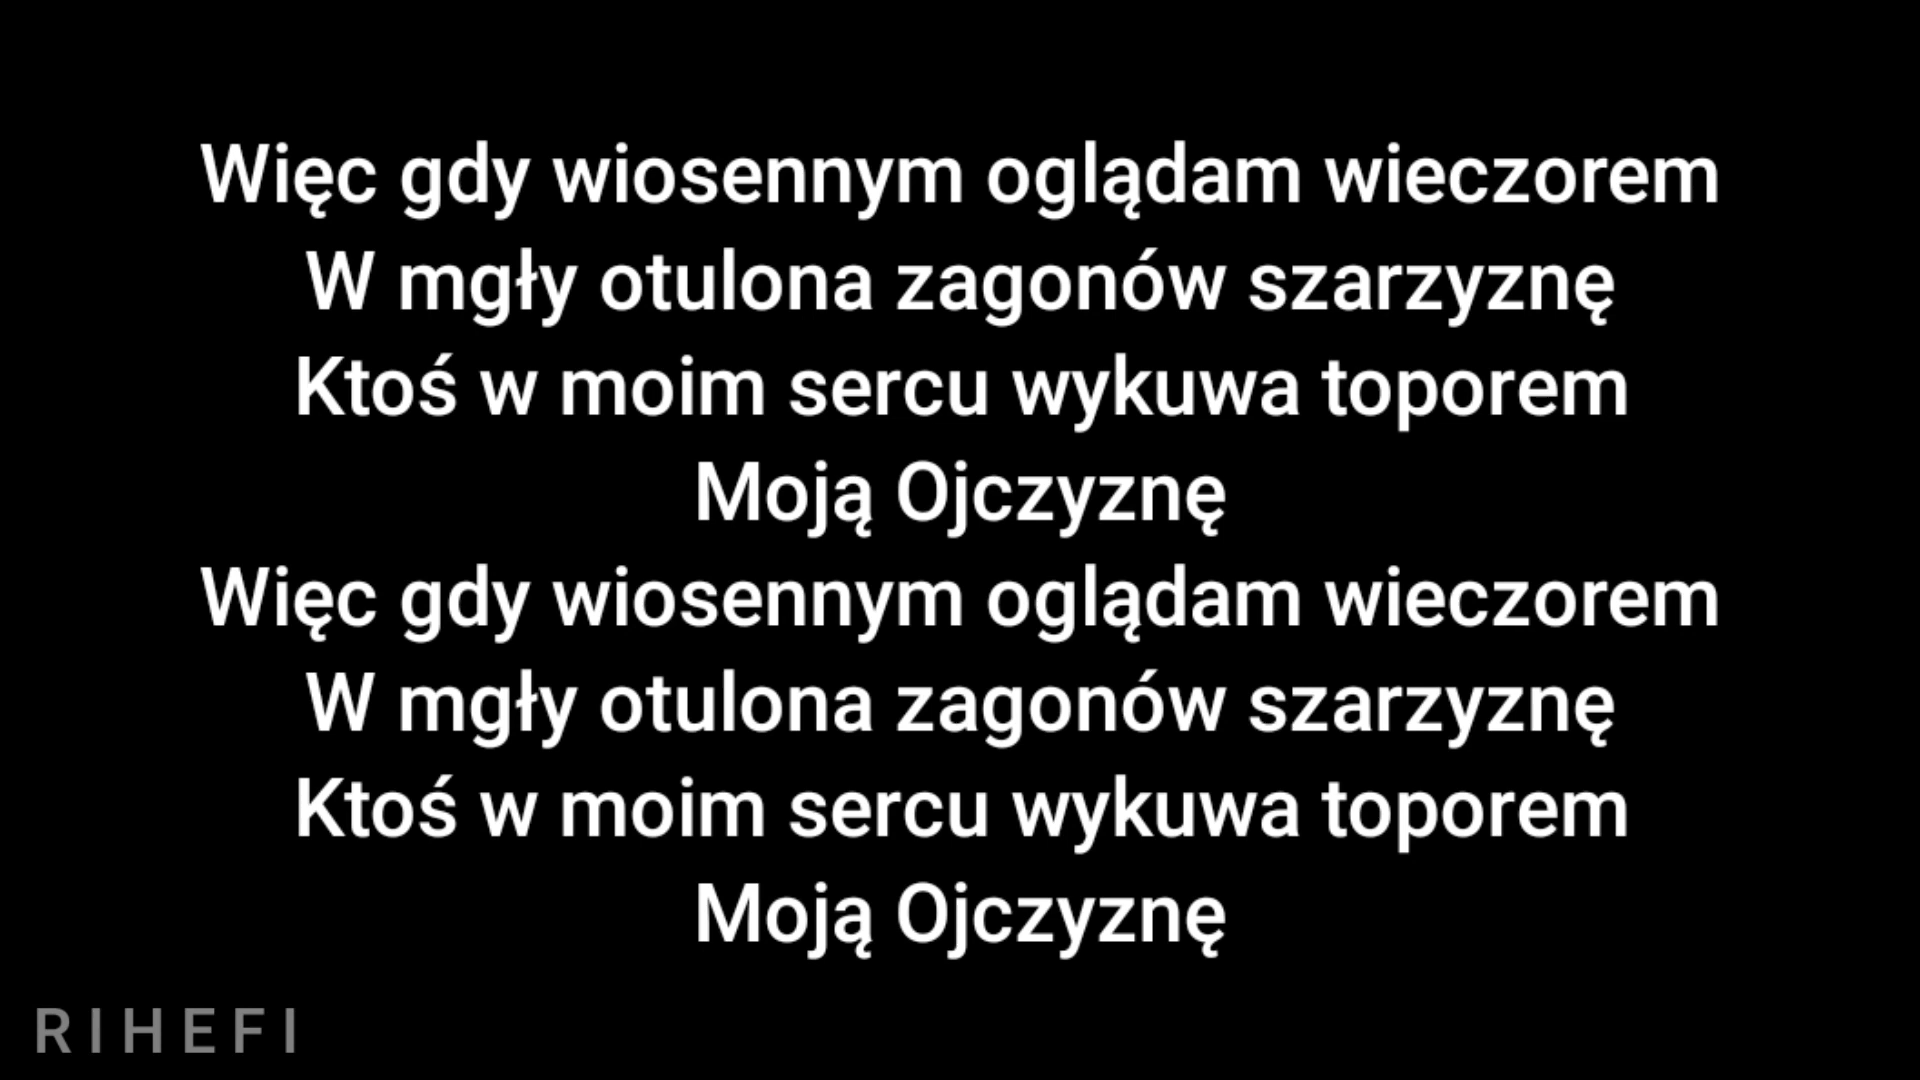 Więc gdy wiosennym oglądam wieczorem
W mgły otulona zagonów szarzyznę
Ktoś w moim sercu wykuwa toporem
Moją Ojczyznę
Więc gdy wiosennym oglądam wieczorem
W mgły otulona zagonów szarzyznę
Ktoś w moim sercu wykuwa toporem
Moją Ojczyznę
RIHEFI